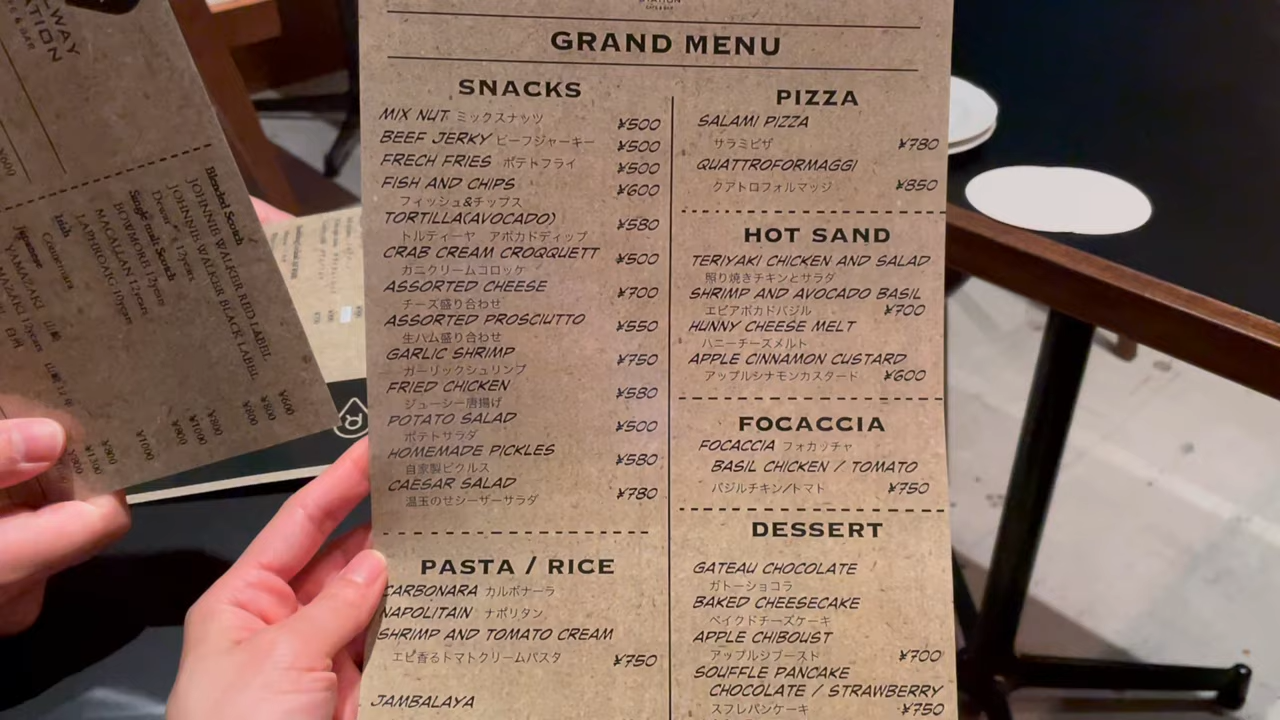 WAY
STATION
CAFE & BAR
Blended Scotch
JOHNNIE WALKER RED LABEL ¥600
JOHNNIE WALKER BLACK LABEL ¥800
Single malt Scotch
BOWMORE 12years
MACALLAN 12years
LAPHROAIG 10years
Irish
Japanese
YAMAZAKI 山崎
STATION
CAFE & BAR
GRAND MENU
SNACKS
MIX NUT ミックスナッツ ¥500
BEEF JERKY ビーフジャーキー ¥500
FRECH FRIES ポテトフライ ¥500
FISH AND CHIPS ¥600
フィッシュ&チップス
TORTILLA(AVOCADO) ¥580
トルティーヤ アボカドディップ
CRAB CREAM CROQQUETT ¥500
カニクリームコロッケ
ASSORTED CHEESE ¥700
チーズ盛り合わせ
ASSORTED PROSCIUTTO ¥550
生ハム盛り合わせ
GARLIC SHRIMP ¥750
ガーリックシュリンプ
FRIED CHICKEN ¥580
ジューシー唐揚げ
POTATO SALAD ¥500
ポテトサラダ
HOMEMADE PICKLES ¥580
自家製ピクルス
CAESAR SALAD ¥780
温玉のせシーザーサラダ
PASTA / RICE
CARBONARA カルボナーラ
NAPOLITAIN ナポリタン
SHRIMP AND TOMATO CREAM
エビ香るトマトクリームパスタ ¥750
JAMBALAYA
PIZZA
SALAMI PIZZA
サラミピザ ¥780
QUATTROFORMAGGI
クアトロフォルマッジ ¥850
HOT SAND
TERIYAKI CHICKEN AND SALAD
照り焼きチキンとサラダ
SHRIMP AND AVOCADO BASIL
エビアボカドバジル ¥700
HUNNY CHEESE MELT
ハニーチーズメルト
APPLE CINNAMON CUSTARD
アップルシナモンカスタード ¥600
FOCACCIA
FOCACCIA フォカッチャ
BASIL CHICKEN / TOMATO
バジルチキン/トマト ¥750
DESSERT
GATEAU CHOCOLATE
ガトーショコラ
BAKED CHEESECAKE
ベイクドチーズケーキ
APPLE CHIBOUST
アップルシブースト ¥700
SOUFFLE PANCAKE
CHOCOLATE / STRAWBERRY
スフレパンケーキ ¥750